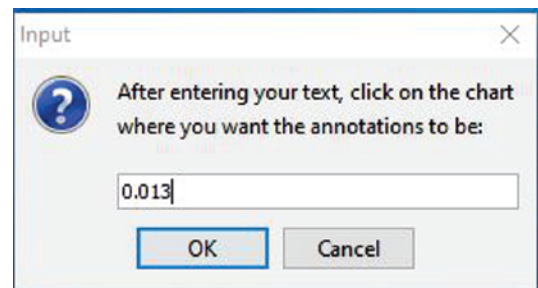 Input
After entering your text, click on the chart
where you want the annotations to be:
0.013
OK Cancel